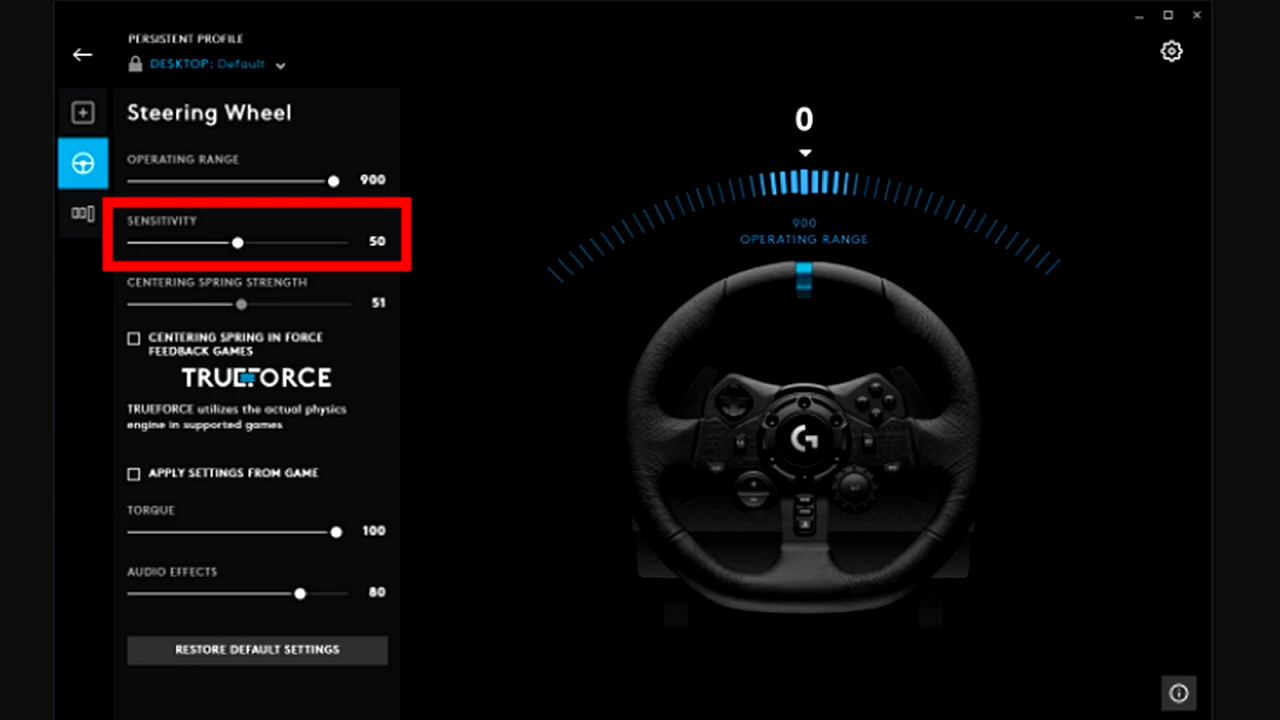 PERSISTENT PROFILE
DESKTOP: Default
Steering Wheel
OPERATING RANGE
900
SENSITIVITY
50
CENTERING SPRING STRENGTH
51
CENTERING SPRING IN FORCE
FEEDBACK GAMES
TRUEFORCE
TRUEFORCE utilizes the actual physics
engine in supported games
APPLY SETTINGS FROM GAME
TORQUE
100
AUDIO EFFECTS
80
RESTORE DEFAULT SETTINGS
0
900
OPERATING RANGE